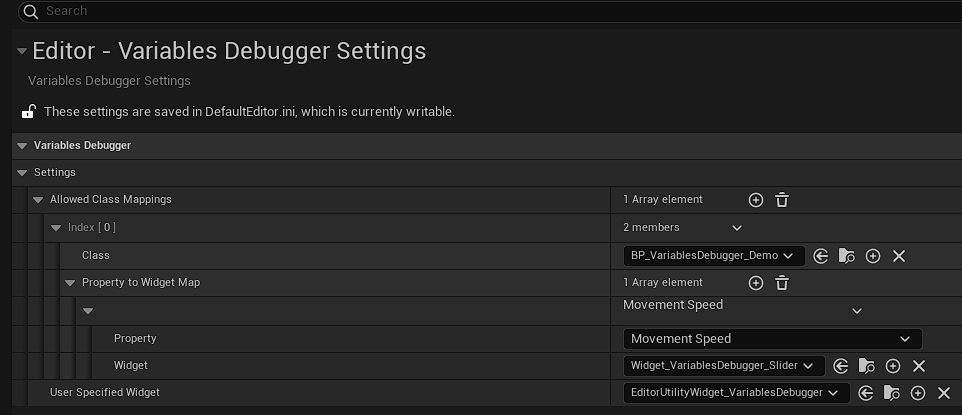 Search
Editor - Variables Debugger Settings
Variables Debugger Settings
These settings are saved in DefaultEditor.ini, which is currently writable.
Variables Debugger
Settings
Allowed Class Mappings 1 Array element
Index [ 0 ] 2 members
Class BP_VariablesDebugger_Demo
Property to Widget Map 1 Array element
Movement Speed
Property Movement Speed
Widget Widget_VariablesDebugger_Slider
User Specified Widget EditorUtilityWidget_VariablesDebugger